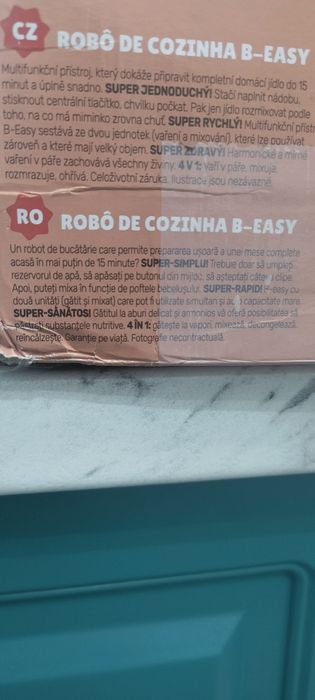 CZ ROBÔ DE COZINHA B-EASY
Multifunkční přístroj, který dokáže připravit kompletní domácí jídlo do 15
minut a úplně snadno. SUPER JEDNODUCHÝ! Stačí naplnit nádobu,
stisknout centrální tlačítko, chvilku počkat. Pak jen jídlo rozmixovat podle
toho, na co má miminko zrovna chuť. SUPER RYCHLÝ! Multifunkční přístr
B-Easy sestává ze dvou jednotek (vaření a mixování), které lze používat
zároveň a které mají velký objem. SUPER ZDRAVÝ! Harmonické a mírné
vaření v páře zachovává všechny živiny. 4 V 1: Vaří v páře, mixuje,
rozmrazuje, ohřívá. Celoživotní záruka. Ilustrace jsou nezávazné.
RO ROBÔ DE COZINHA B-EASY
Un robot de bucătărie care permite prepararea ușoară a unei mese complete
acasă în mai puțin de 15 minute? SUPER-SIMPLU! Trebuie doar să umpleți
rezervorul de apă, să apăsați pe butonul din mijloc, să așteptați câteva clipe.
Apoi, puteți mixa în funcție de poftele bebelușului. SUPER-RAPID! B-easy cu
două unități (gătit și mixat) care pot fi utilizate simultan și au o capacitate mare.
SUPER-SĂNĂTOS! Gătitul la aburi delicat și armonios vă oferă posibilitatea să
păstrați substanțele nutritive. 4 ÎN 1: gătește la vapori, mixează, decongelează,
reîncălzește. Garanție pe viață. Fotografie necontractuală.